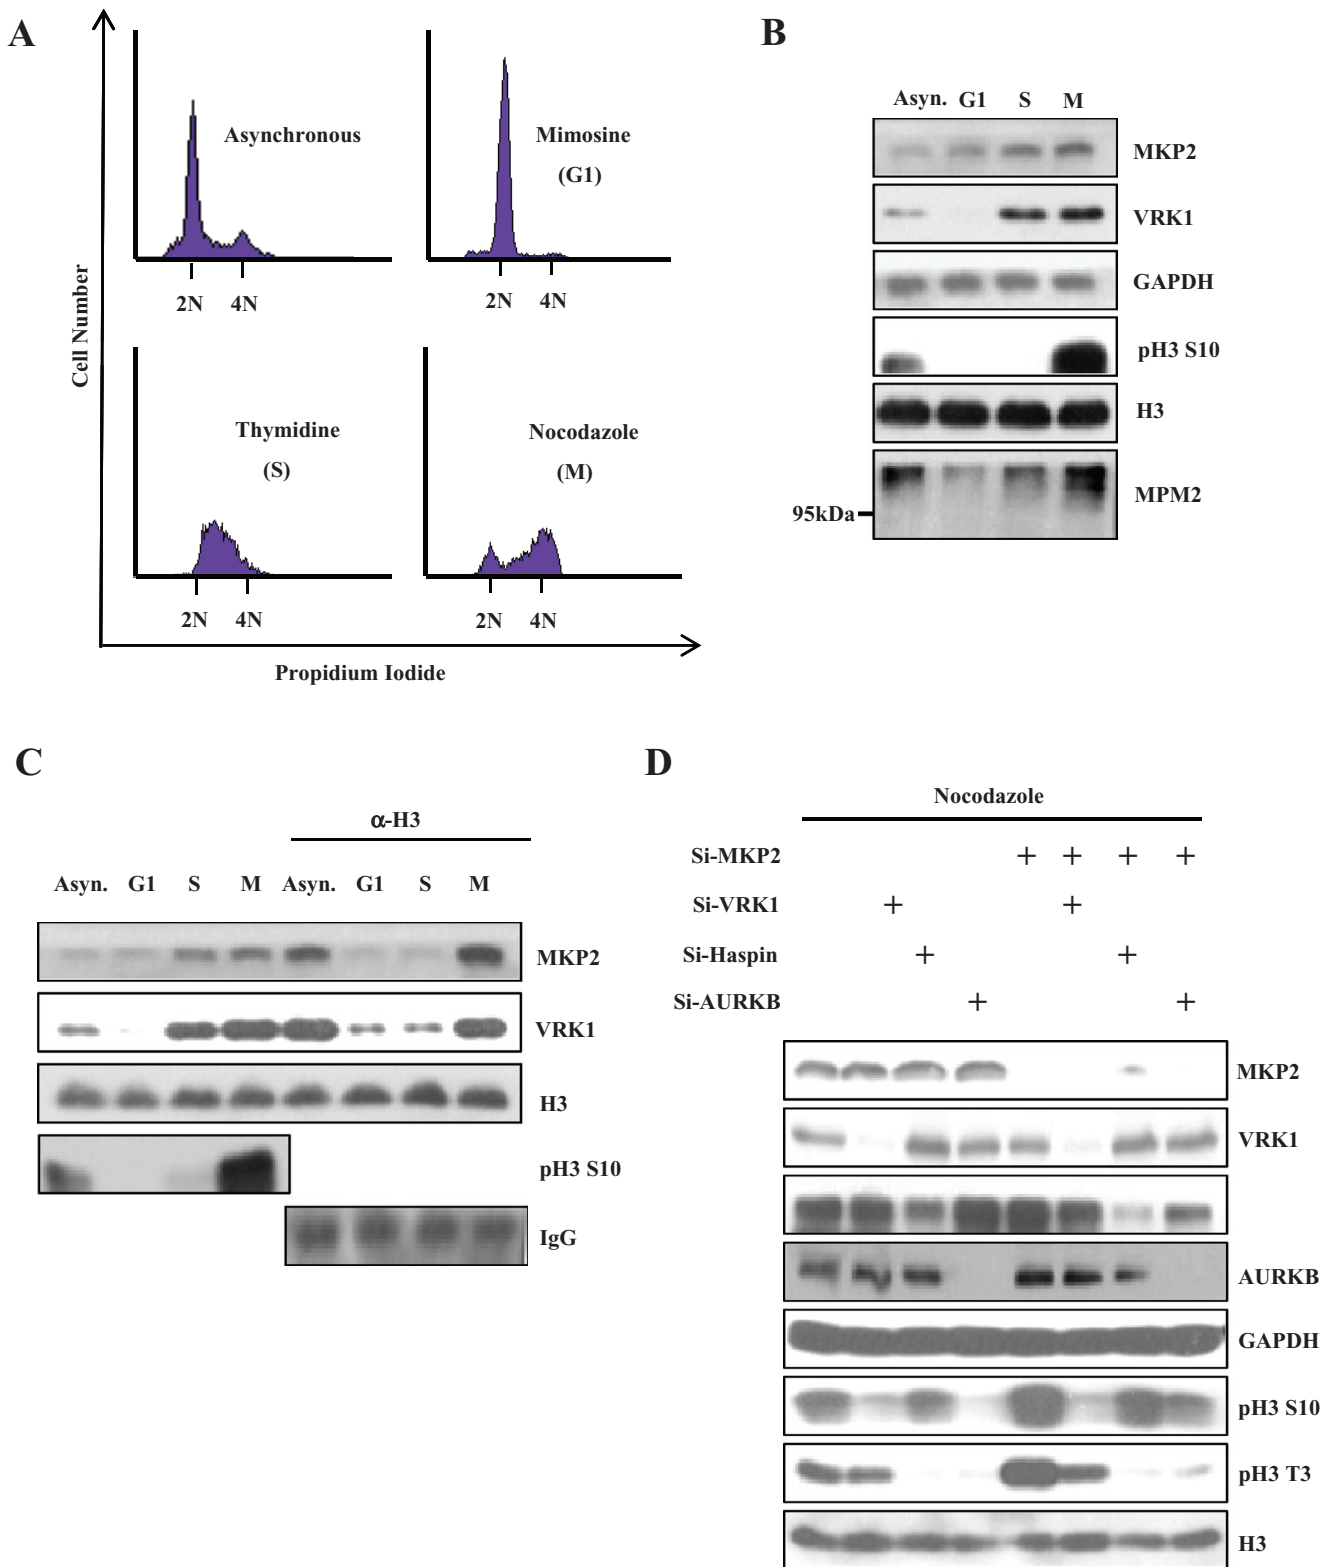 A
Asynchronous
2N 4N
Mimosine
(G1)
2N 4N
Cell Number
Thymidine
(S)
2N 4N
Nocodazole
(M)
2N 4N
Propidium Iodide
B
Asyn. G1 S M
MKP2
VRK1
GAPDH
pH3 S10
H3
MPM2
95kDa
C
α-H3
Asyn. G1 S M Asyn. G1 S M
MKP2
VRK1
H3
pH3 S10
IgG
D
Nocodazole
Si-MKP2 + + + +
Si-VRK1 + +
Si-Haspin + +
Si-AURKB + +
MKP2
VRK1
AURKB
GAPDH
pH3 S10
pH3 T3
H3